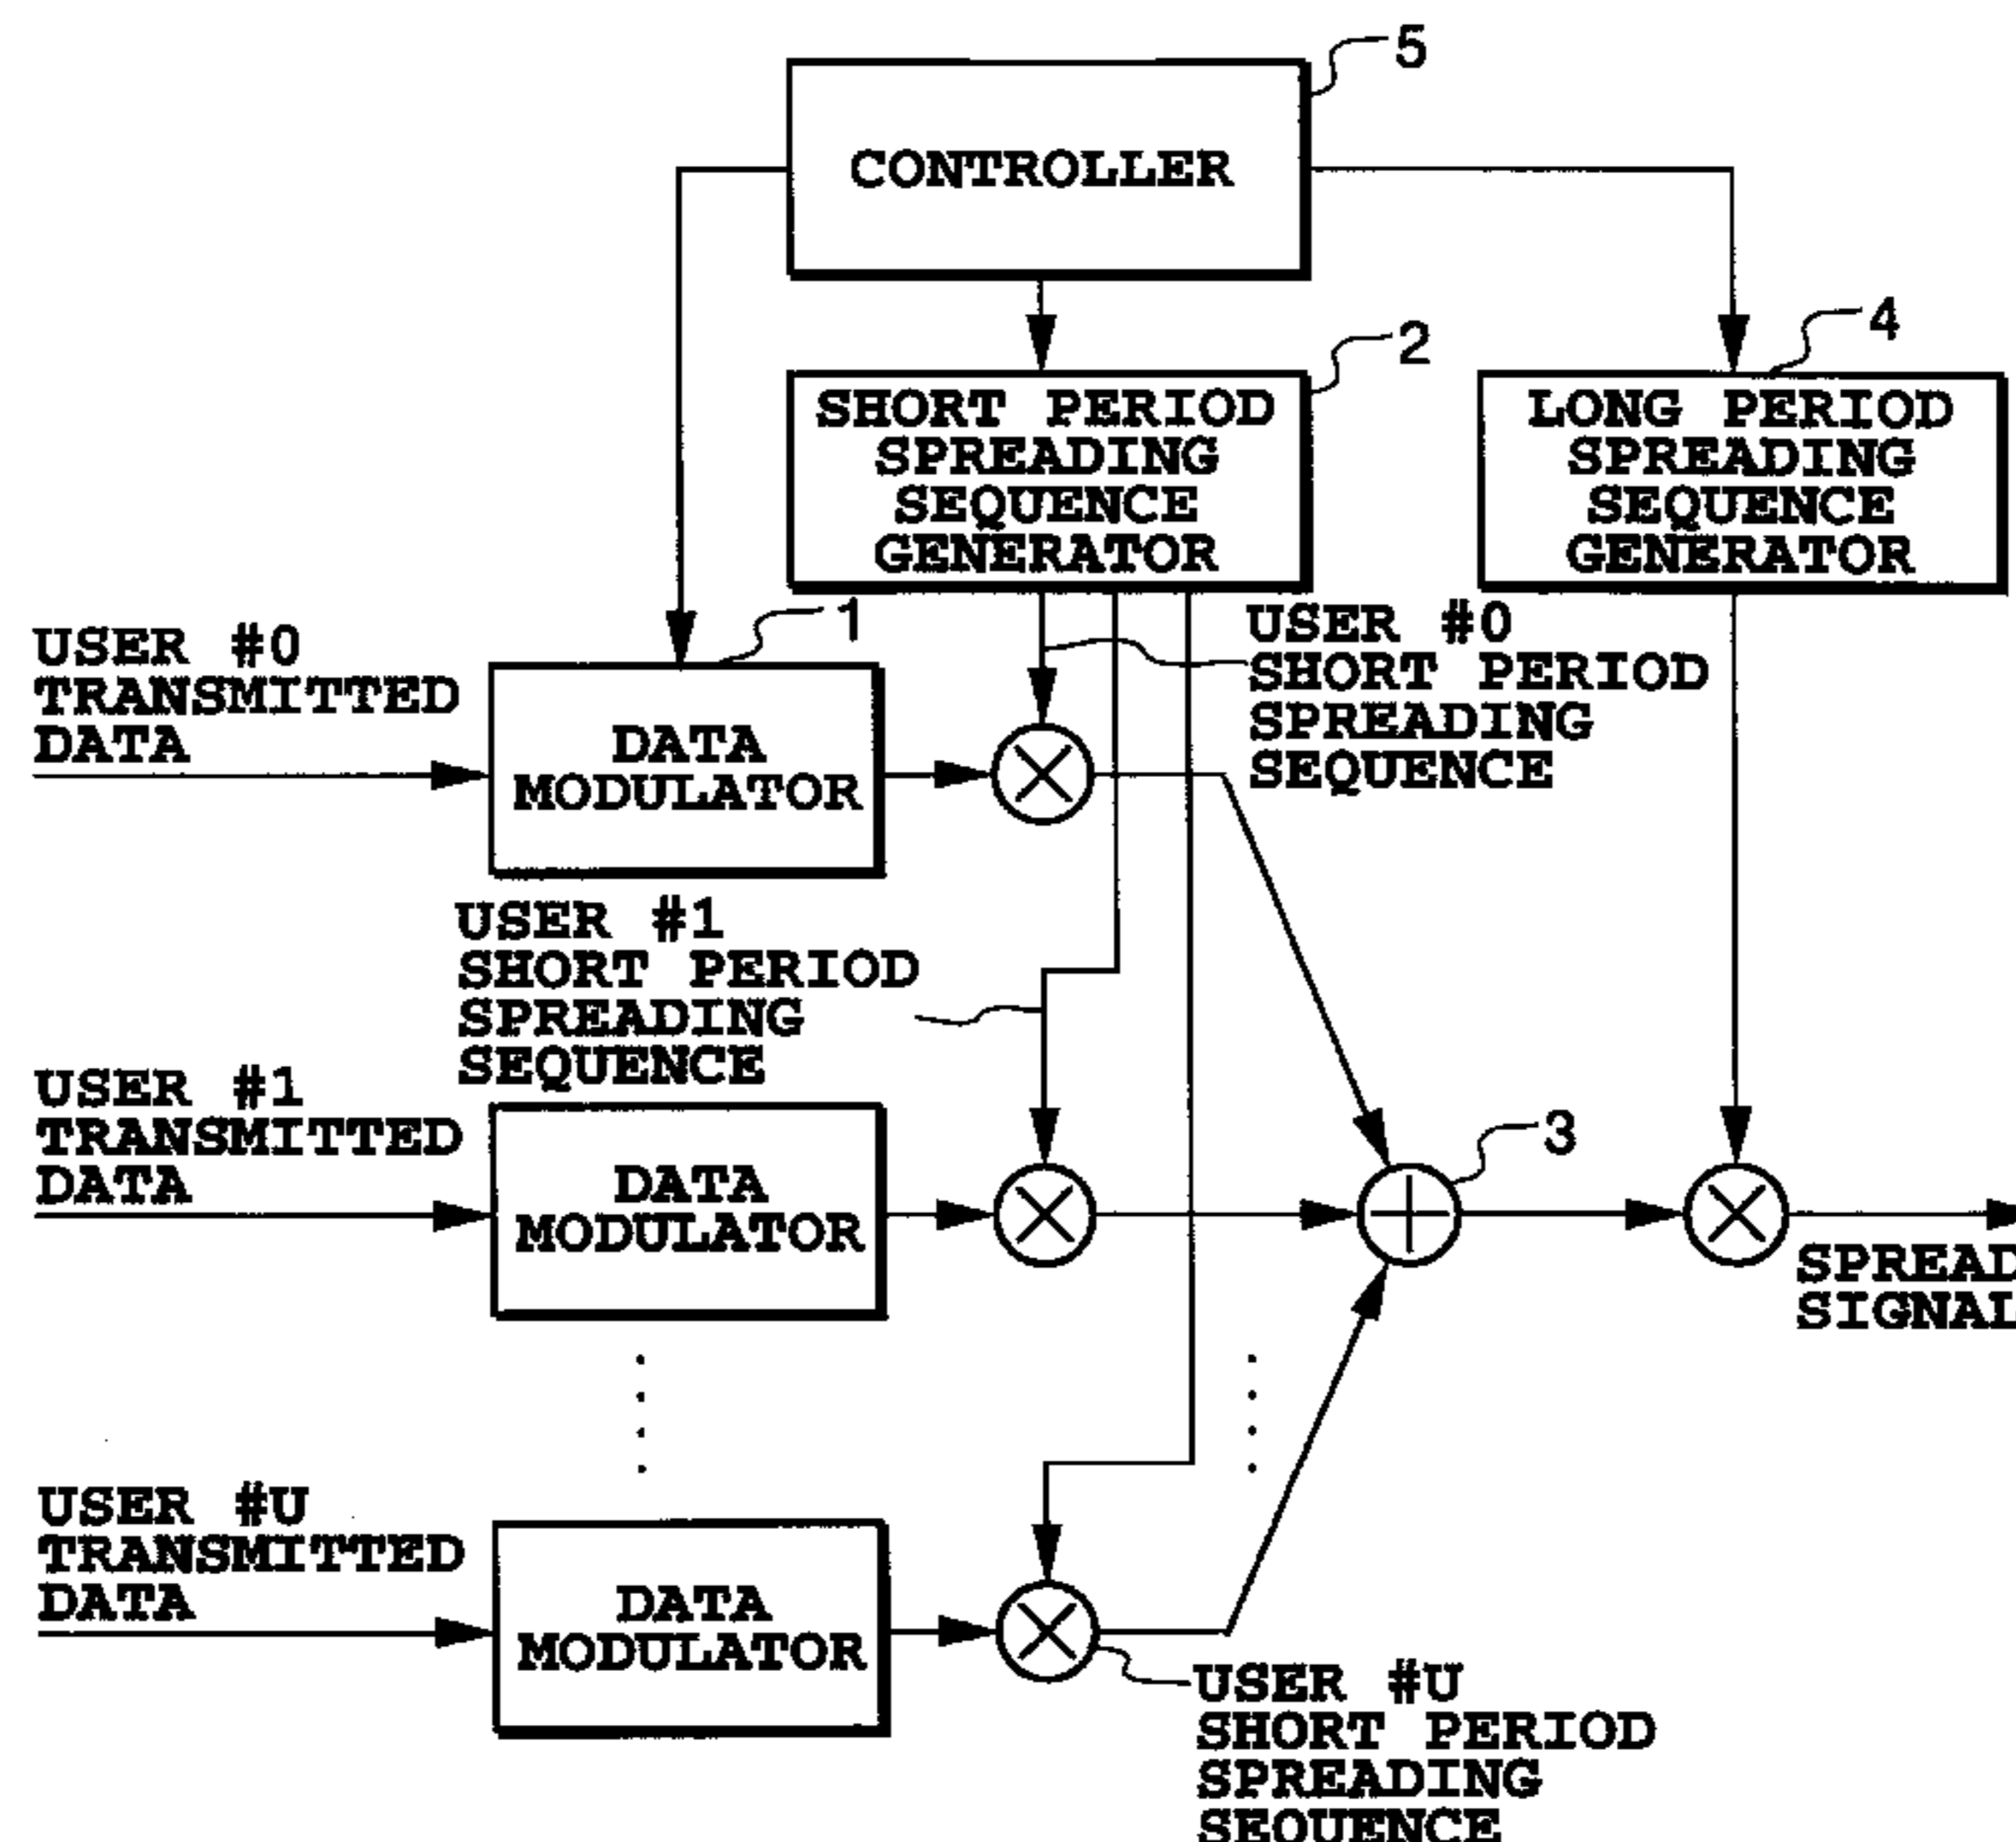 5
CONTROLLER
2
4
SHORT PERIOD
SPREADING
SEQUENCE
GENERATOR
LONG PERIOD
SPREADING
SEQUENCE
GENERATOR
1
USER #0
TRANSMITTED
DATA
DATA
MODULATOR
USER #0
SHORT PERIOD
SPREADING
SEQUENCE
USER #1
SHORT PERIOD
SPREADING
SEQUENCE
USER #1
TRANSMITTED
DATA
DATA
MODULATOR
3
SPREAD
SIGNAL
USER #U
TRANSMITTED
DATA
DATA
MODULATOR
USER #U
SHORT PERIOD
SPREADING
SEQUENCE